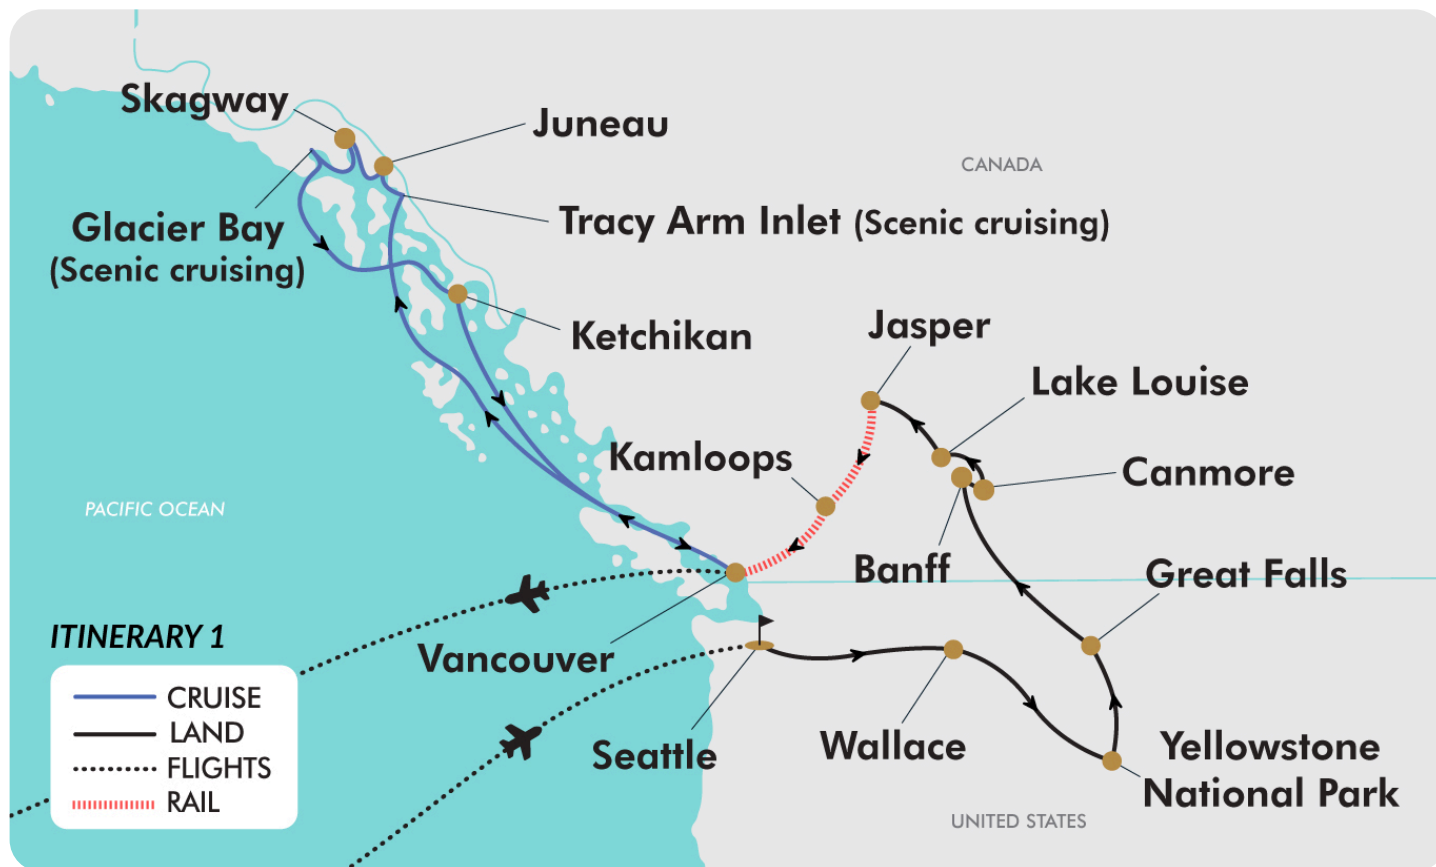 Skagway
Juneau
CANADA
Glacier Bay
(Scenic cruising)
Tracy Arm Inlet (Scenic cruising)
Ketchikan
Jasper
Lake Louise
Kamloops
Canmore
PACIFIC OCEAN
Banff
Great Falls
ITINERARY 1
Vancouver
CRUISE
LAND
FLIGHTS
RAIL
Seattle
Wallace
Yellowstone
National Park
UNITED STATES